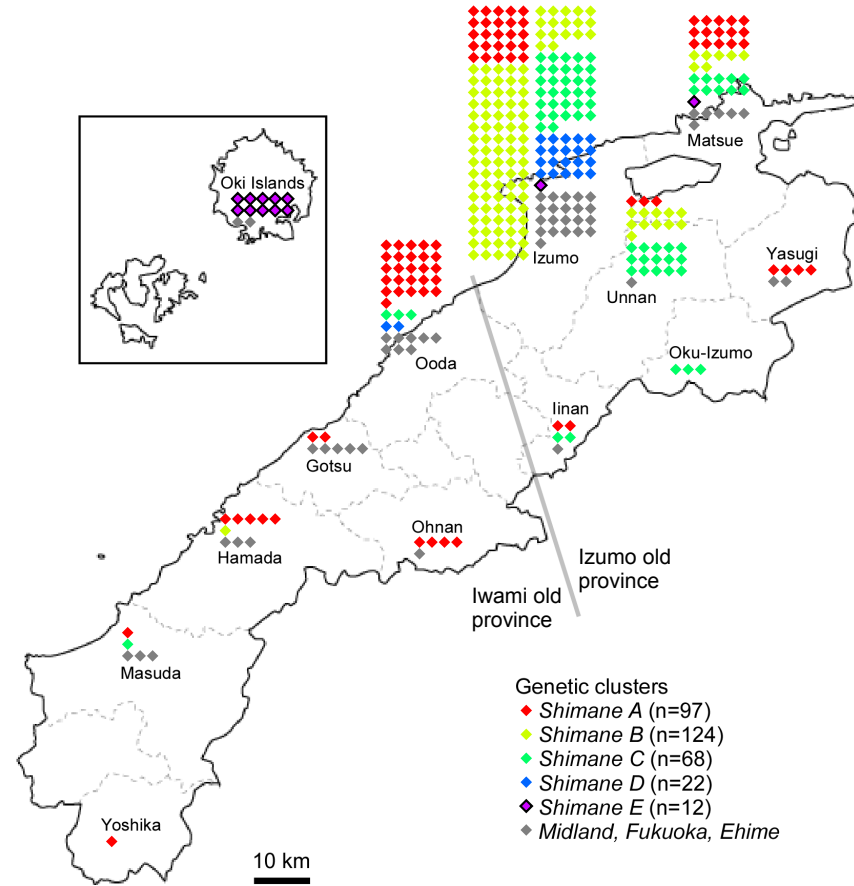 Oki Islands
Matsue
Izumo
Yasugi
Unnan
Ooda
Oku-Izumo
Iinan
Gotsu
Ohnan
Hamada
Izumo old
province
Iwami old
province
Masuda
Genetic clusters
Shimane A (n=97)
Shimane B (n=124)
Shimane C (n=68)
Shimane D (n=22)
Shimane E (n=12)
Midland, Fukuoka, Ehime
Yoshika
10 km